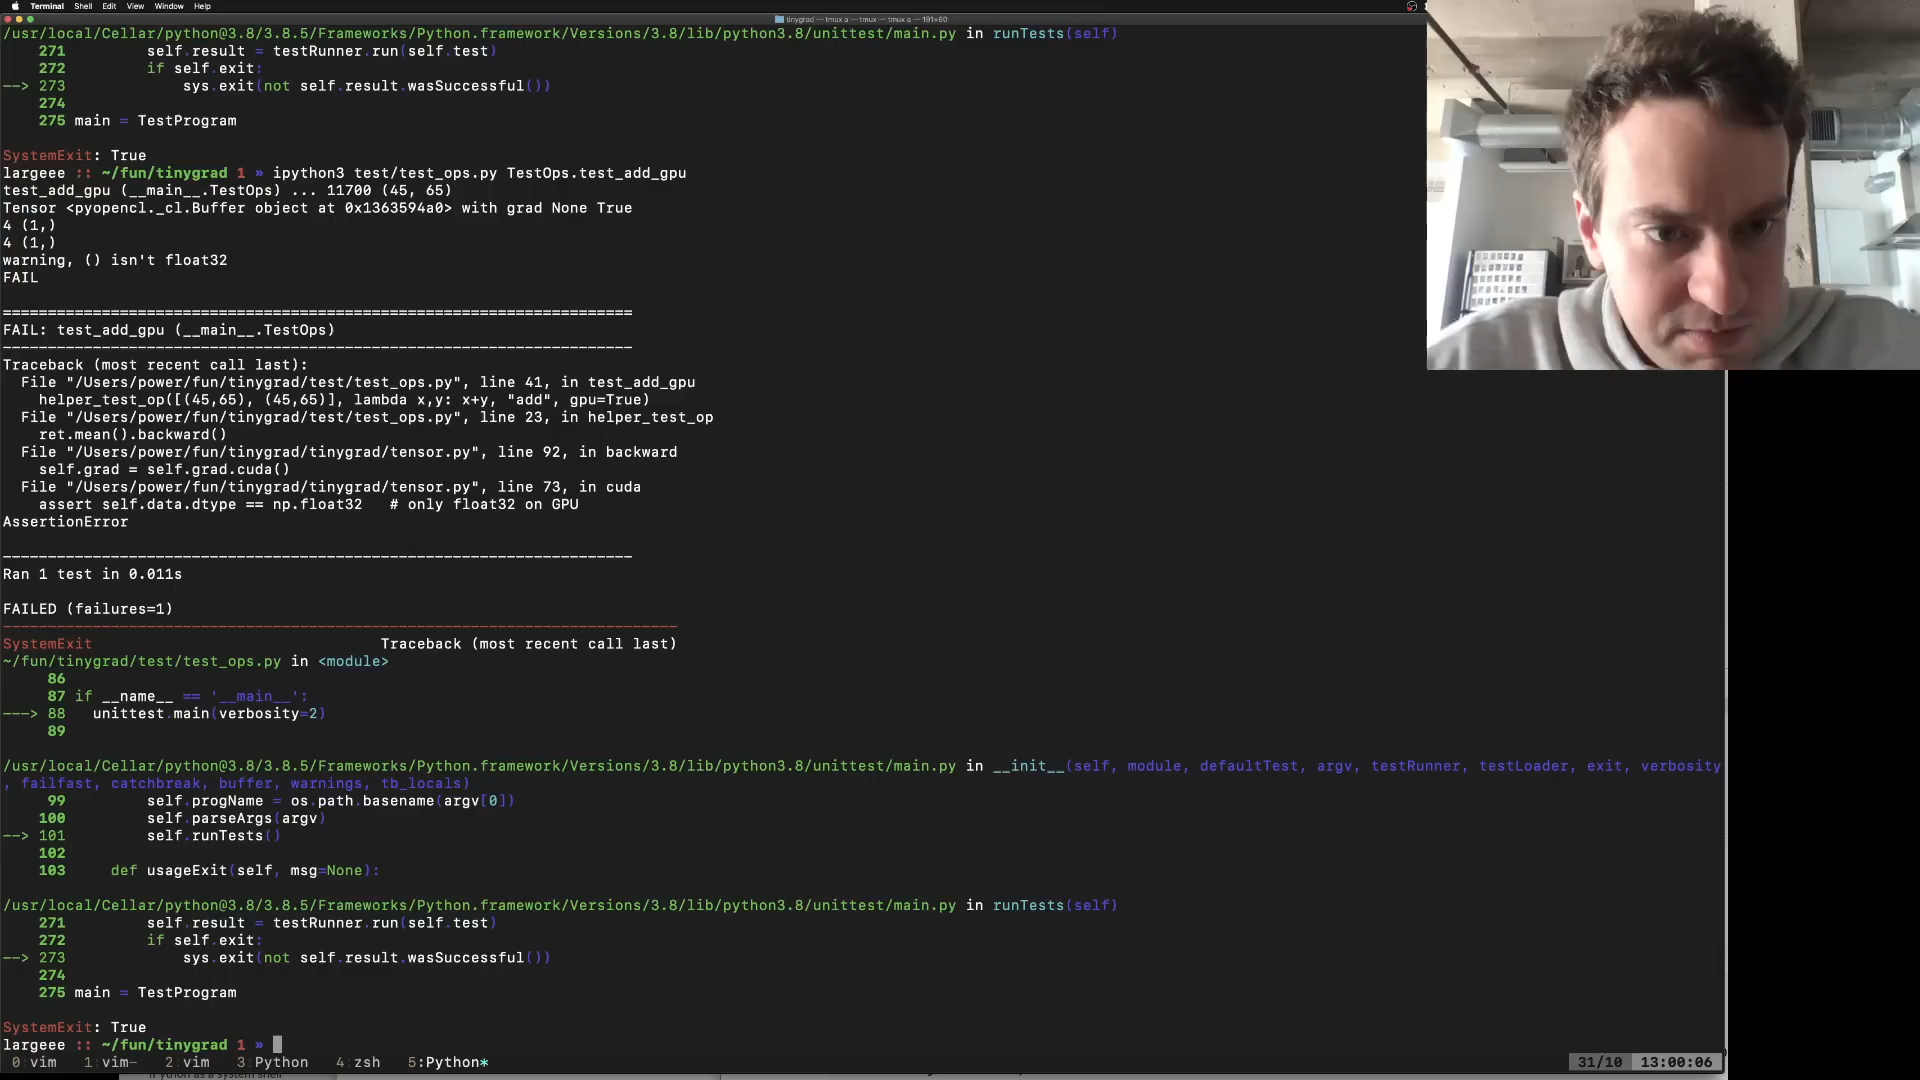 Terminal Shell Edit View Window Help
tinygrad — tmux a — tmux — tmux a — 191×60
/usr/local/Cellar/python@3.8/3.8.5/Frameworks/Python.framework/Versions/3.8/lib/python3.8/unittest/main.py in runTests(self)
271 self.result = testRunner.run(self.test)
272 if self.exit:
--> 273 sys.exit(not self.result.wasSuccessful())
274
275 main = TestProgram
SystemExit: True
largeee :: ~/fun/tinygrad 1 » ipython3 test/test_ops.py TestOps.test_add_gpu
test_add_gpu (__main__.TestOps) ... 11700 (45, 65)
Tensor <pyopencl._cl.Buffer object at 0x1363594a0> with grad None True
4 (1,)
4 (1,)
warning, () isn't float32
FAIL
======================================================================
FAIL: test_add_gpu (__main__.TestOps)
----------------------------------------------------------------------
Traceback (most recent call last):
File "/Users/power/fun/tinygrad/test/test_ops.py", line 41, in test_add_gpu
helper_test_op([(45,65), (45,65)], lambda x,y: x+y, "add", gpu=True)
File "/Users/power/fun/tinygrad/test/test_ops.py", line 23, in helper_test_op
ret.mean().backward()
File "/Users/power/fun/tinygrad/tinygrad/tensor.py", line 92, in backward
self.grad = self.grad.cuda()
File "/Users/power/fun/tinygrad/tinygrad/tensor.py", line 73, in cuda
assert self.data.dtype == np.float32 # only float32 on GPU
AssertionError
----------------------------------------------------------------------
Ran 1 test in 0.011s
FAILED (failures=1)
---------------------------------------------------------------------------
SystemExit Traceback (most recent call last)
~/fun/tinygrad/test/test_ops.py in <module>
86
87 if __name__ == '__main__':
---> 88 unittest.main(verbosity=2)
89
/usr/local/Cellar/python@3.8/3.8.5/Frameworks/Python.framework/Versions/3.8/lib/python3.8/unittest/main.py in __init__(self, module, defaultTest, argv, testRunner, testLoader, exit, verbosity
, failfast, catchbreak, buffer, warnings, tb_locals)
99 self.progName = os.path.basename(argv[0])
100 self.parseArgs(argv)
--> 101 self.runTests()
102
103 def usageExit(self, msg=None):
/usr/local/Cellar/python@3.8/3.8.5/Frameworks/Python.framework/Versions/3.8/lib/python3.8/unittest/main.py in runTests(self)
271 self.result = testRunner.run(self.test)
272 if self.exit:
--> 273 sys.exit(not self.result.wasSuccessful())
274
275 main = TestProgram
SystemExit: True
largeee :: ~/fun/tinygrad 1 »
0:vim 1:vim- 2:vim 3:Python 4:zsh 5:Python* 31/10 13:00:06